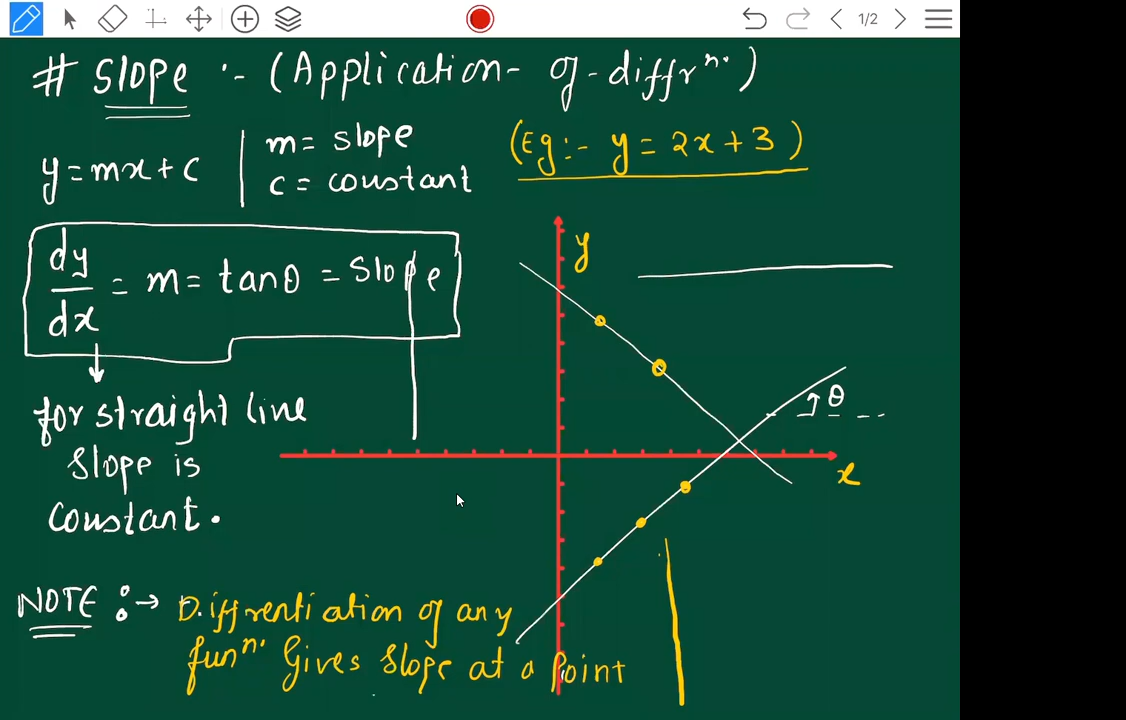 1/2
# Slope :- (Application of diffrⁿ.)
y = mx + c
m = slope
c = constant
(Eg:- y = 2x + 3)
dy/dx = m = tanθ = Slope
for straight line
Slope is
constant.
y
θ
x
NOTE :→ Diffrentiation of any
funⁿ. Gives Slope at a Point